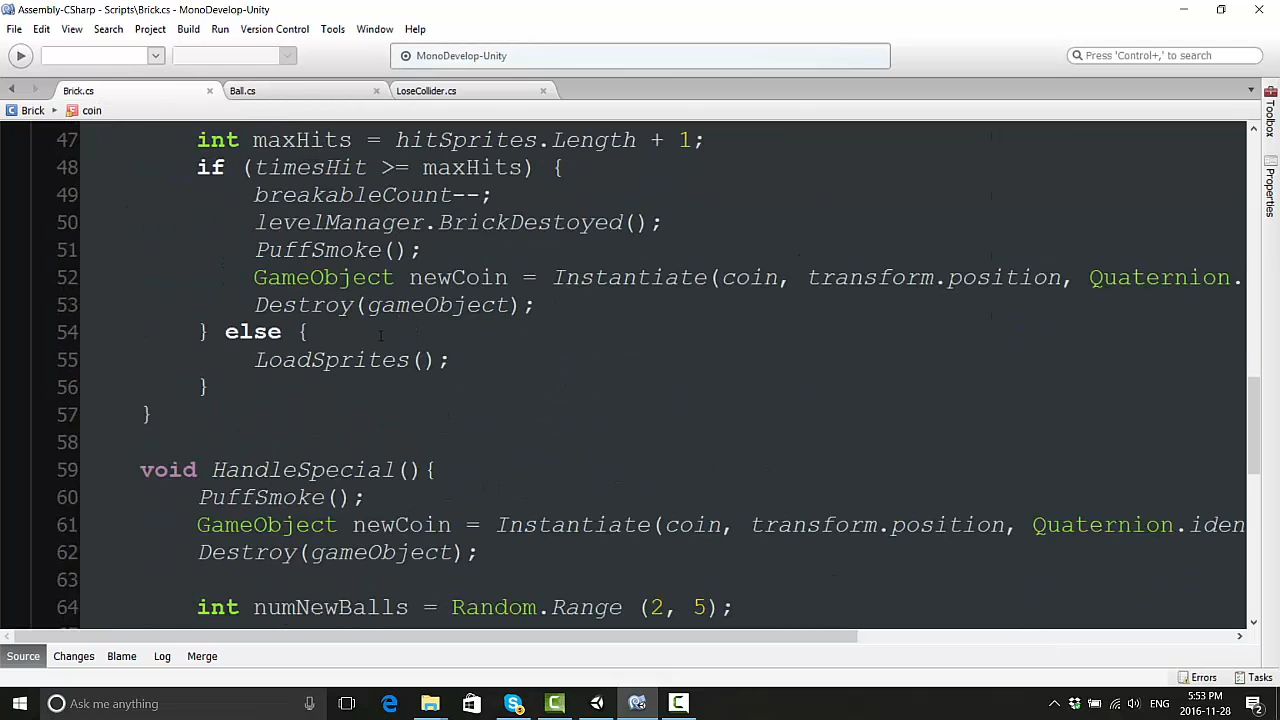 Assembly-CSharp - Scripts\Brick.cs - MonoDevelop-Unity
File Edit View Search Project Build Run Version Control Tools Window Help
MonoDevelop-Unity
Press 'Control+,' to search
Brick.cs Ball.cs LoseCollider.cs
Brick coin
47 int maxHits = hitSprites.Length + 1;
48 if (timesHit >= maxHits) {
49 breakableCount--;
50 levelManager.BrickDestoyed();
51 PuffSmoke();
52 GameObject newCoin = Instantiate(coin, transform.position, Quaternion.
53 Destroy(gameObject);
54 } else {
55 LoadSprites();
56 }
57 }
58
59 void HandleSpecial(){
60 PuffSmoke();
61 GameObject newCoin = Instantiate(coin, transform.position, Quaternion.iden
62 Destroy(gameObject);
63
64 int numNewBalls = Random.Range (2, 5);
Toolbox
Properties
Source Changes Blame Log Merge
Errors Tasks
Ask me anything
5:53 PM
2016-11-28
2